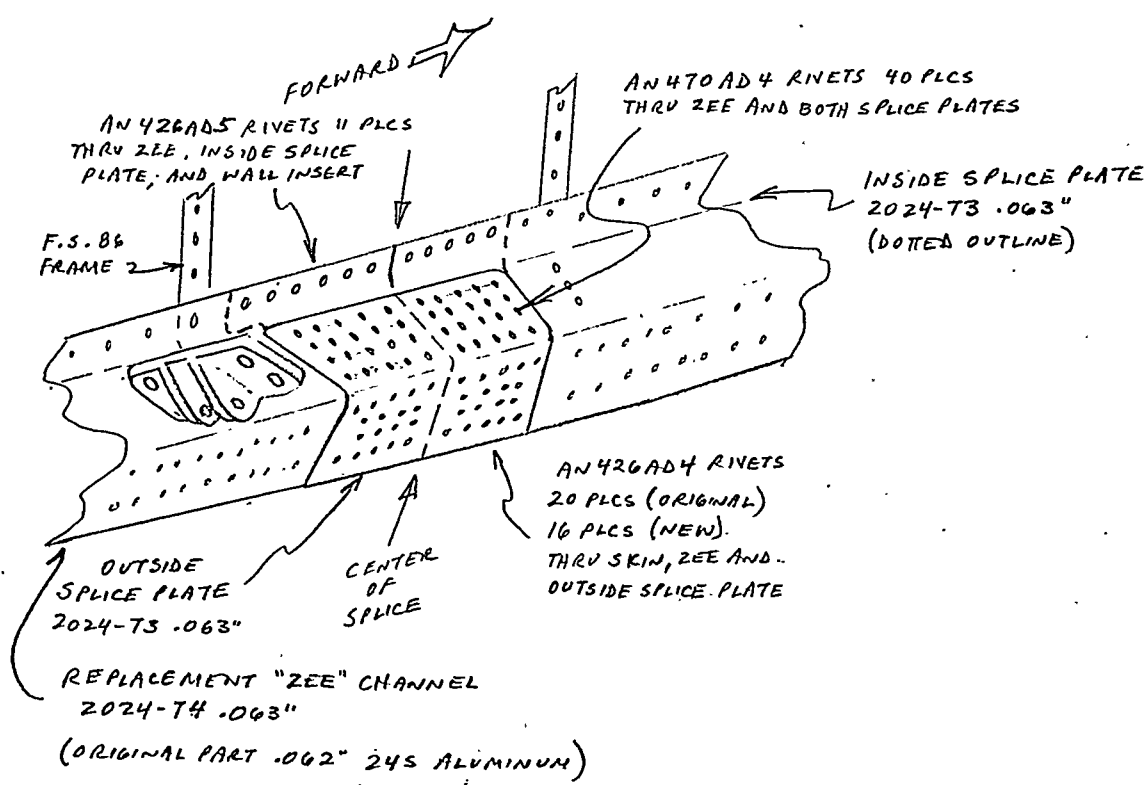 FORWARD
AN470AD4 RIVETS 40 PLCS
THRU ZEE AND BOTH SPLICE PLATES
AN426AD5 RIVETS 11 PLCS
THRU ZEE, INSIDE SPLICE
PLATE, AND WALL INSERT
INSIDE SPLICE PLATE
2024-T3 .063"
(DOTTED OUTLINE)
F.S. 86
FRAME
AN426AD4 RIVETS
20 PLCS (ORIGINAL)
16 PLCS (NEW).
THRU SKIN, ZEE AND..
OUTSIDE SPLICE PLATE
OUTSIDE
SPLICE PLATE
2024-T3 .063"
CENTER
OF
SPLICE
REPLACEMENT "ZEE" CHANNEL
2024-T4 .063"
(ORIGINAL PART .062" 24S ALUMINUM)